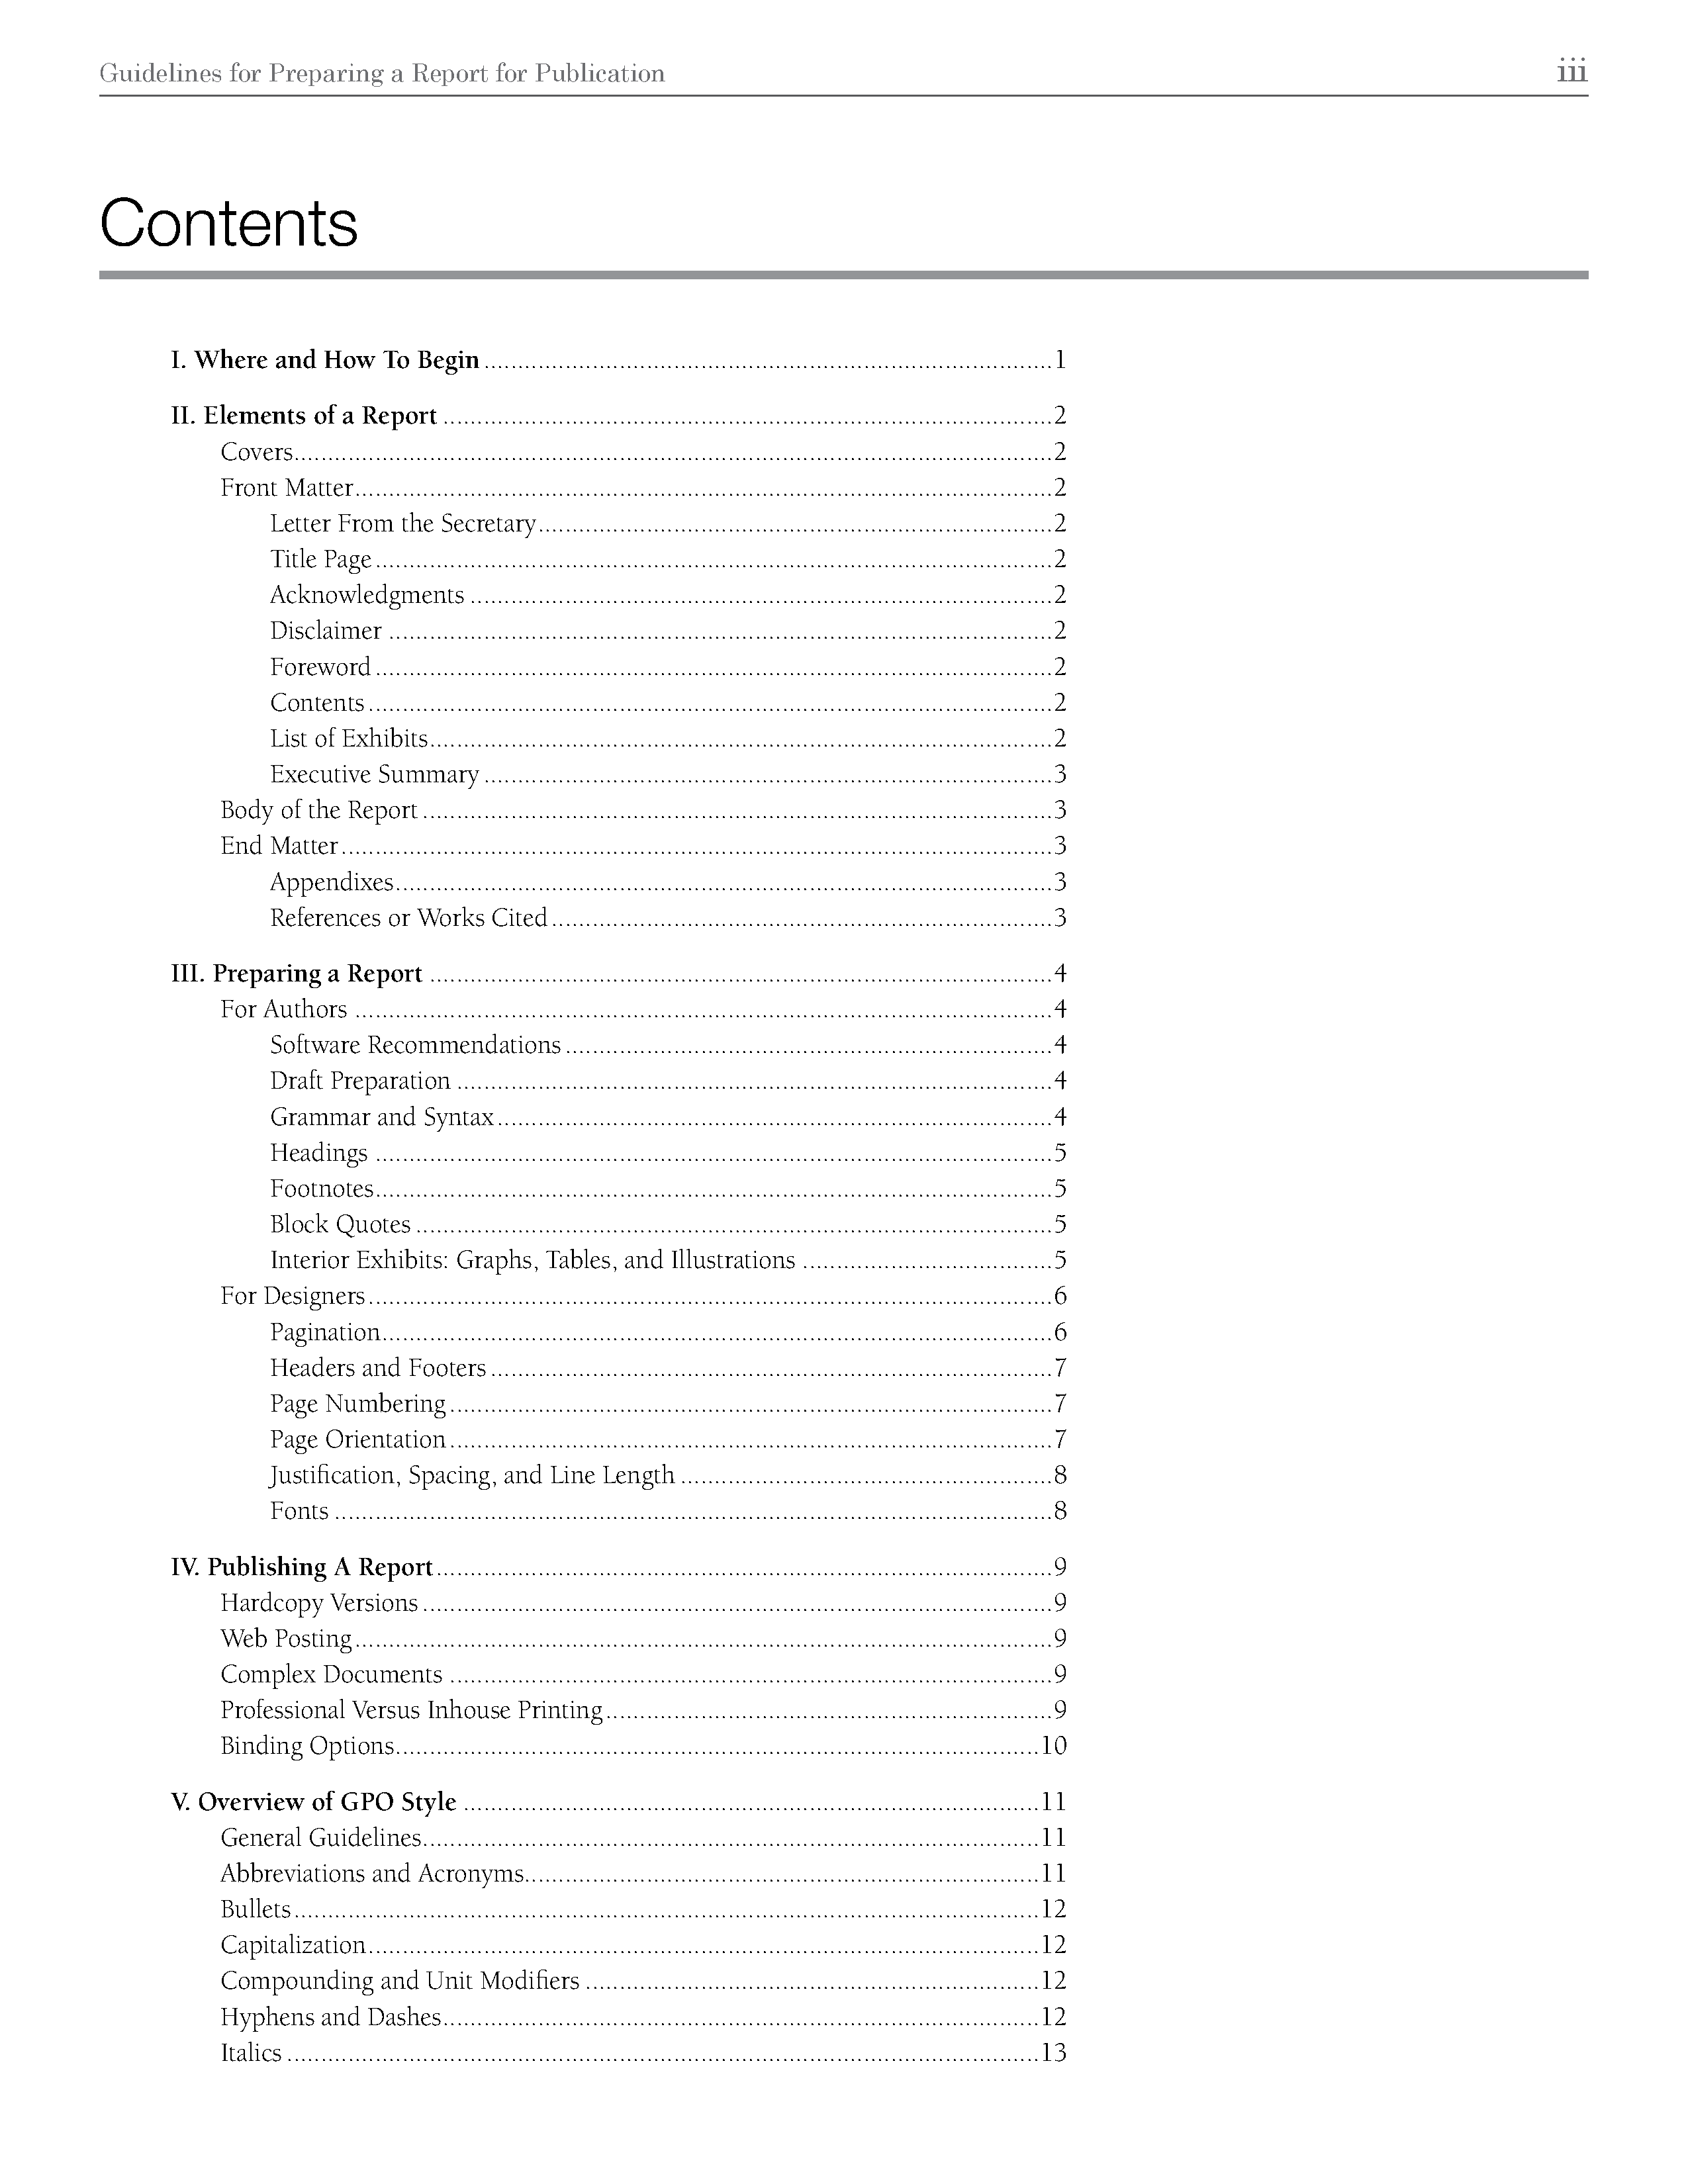 Guidelines for Preparing a Report for Publication iii
Contents
I. Where and How To Begin....................1
II. Elements of a Report....................2
Covers....................2
Front Matter....................2
Letter From the Secretary....................2
Title Page....................2
Acknowledgments....................2
Disclaimer....................2
Foreword....................2
Contents....................2
List of Exhibits....................2
Executive Summary....................3
Body of the Report....................3
End Matter....................3
Appendixes....................3
References or Works Cited....................3
III. Preparing a Report....................4
For Authors....................4
Software Recommendations....................4
Draft Preparation....................4
Grammar and Syntax....................4
Headings....................5
Footnotes....................5
Block Quotes....................5
Interior Exhibits: Graphs, Tables, and Illustrations....................5
For Designers....................6
Pagination....................6
Headers and Footers....................7
Page Numbering....................7
Page Orientation....................7
Justification, Spacing, and Line Length....................8
Fonts....................8
IV. Publishing A Report....................9
Hardcopy Versions....................9
Web Posting....................9
Complex Documents....................9
Professional Versus Inhouse Printing....................9
Binding Options....................10
V. Overview of GPO Style....................11
General Guidelines....................11
Abbreviations and Acronyms....................11
Bullets....................12
Capitalization....................12
Compounding and Unit Modifiers....................12
Hyphens and Dashes....................12
Italics....................13